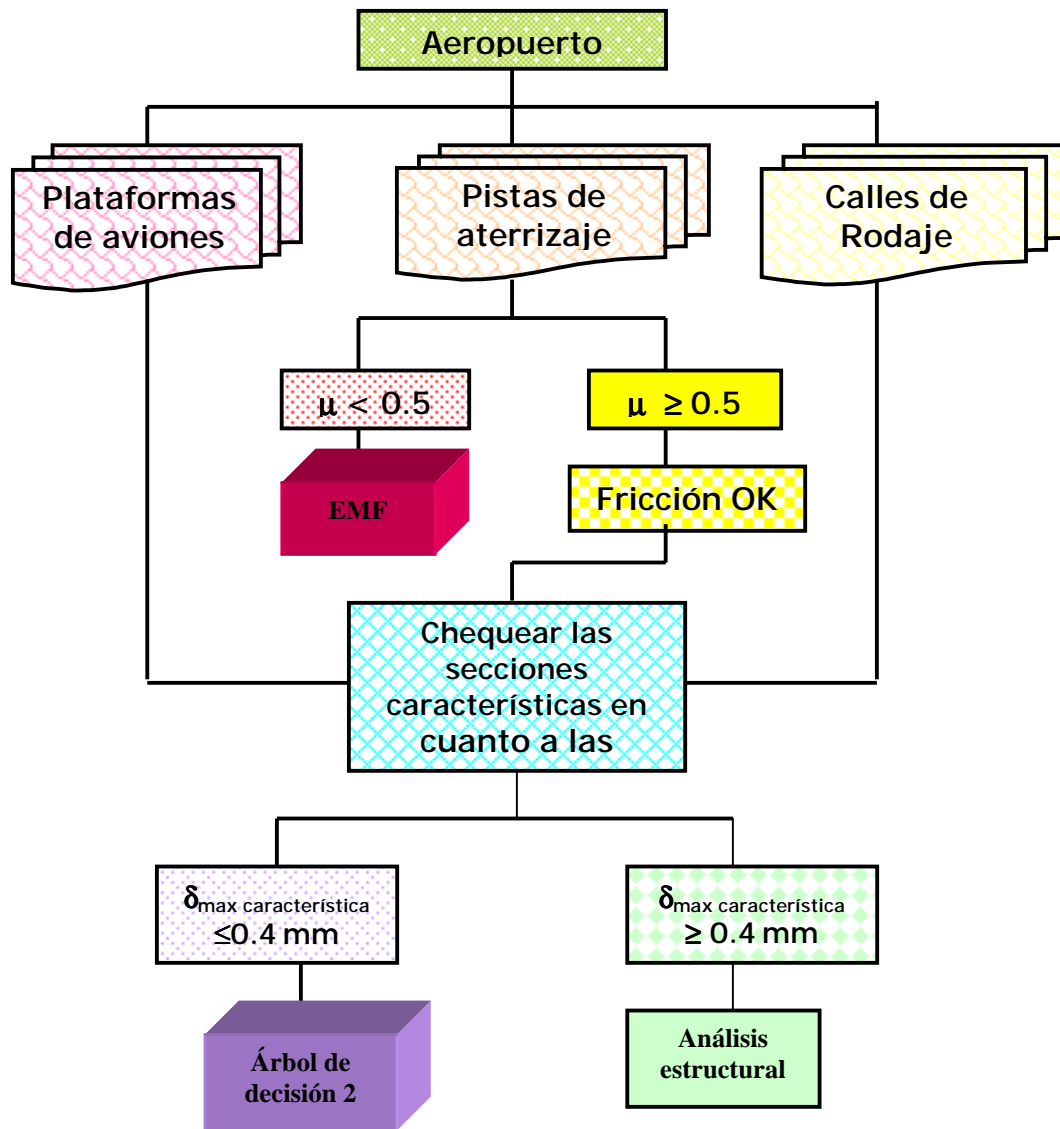 Aeropuerto
Plataformas
de aviones
Pistas de
aterrizaje
Calles de
Rodaje
μ < 0.5
μ ≥ 0.5
EMF
Fricción OK
Chequear las
secciones
características en
cuanto a las
δmax característica
≤0.4 mm
δmax característica
≥ 0.4 mm
Árbol de
decisión 2
Análisis
estructural